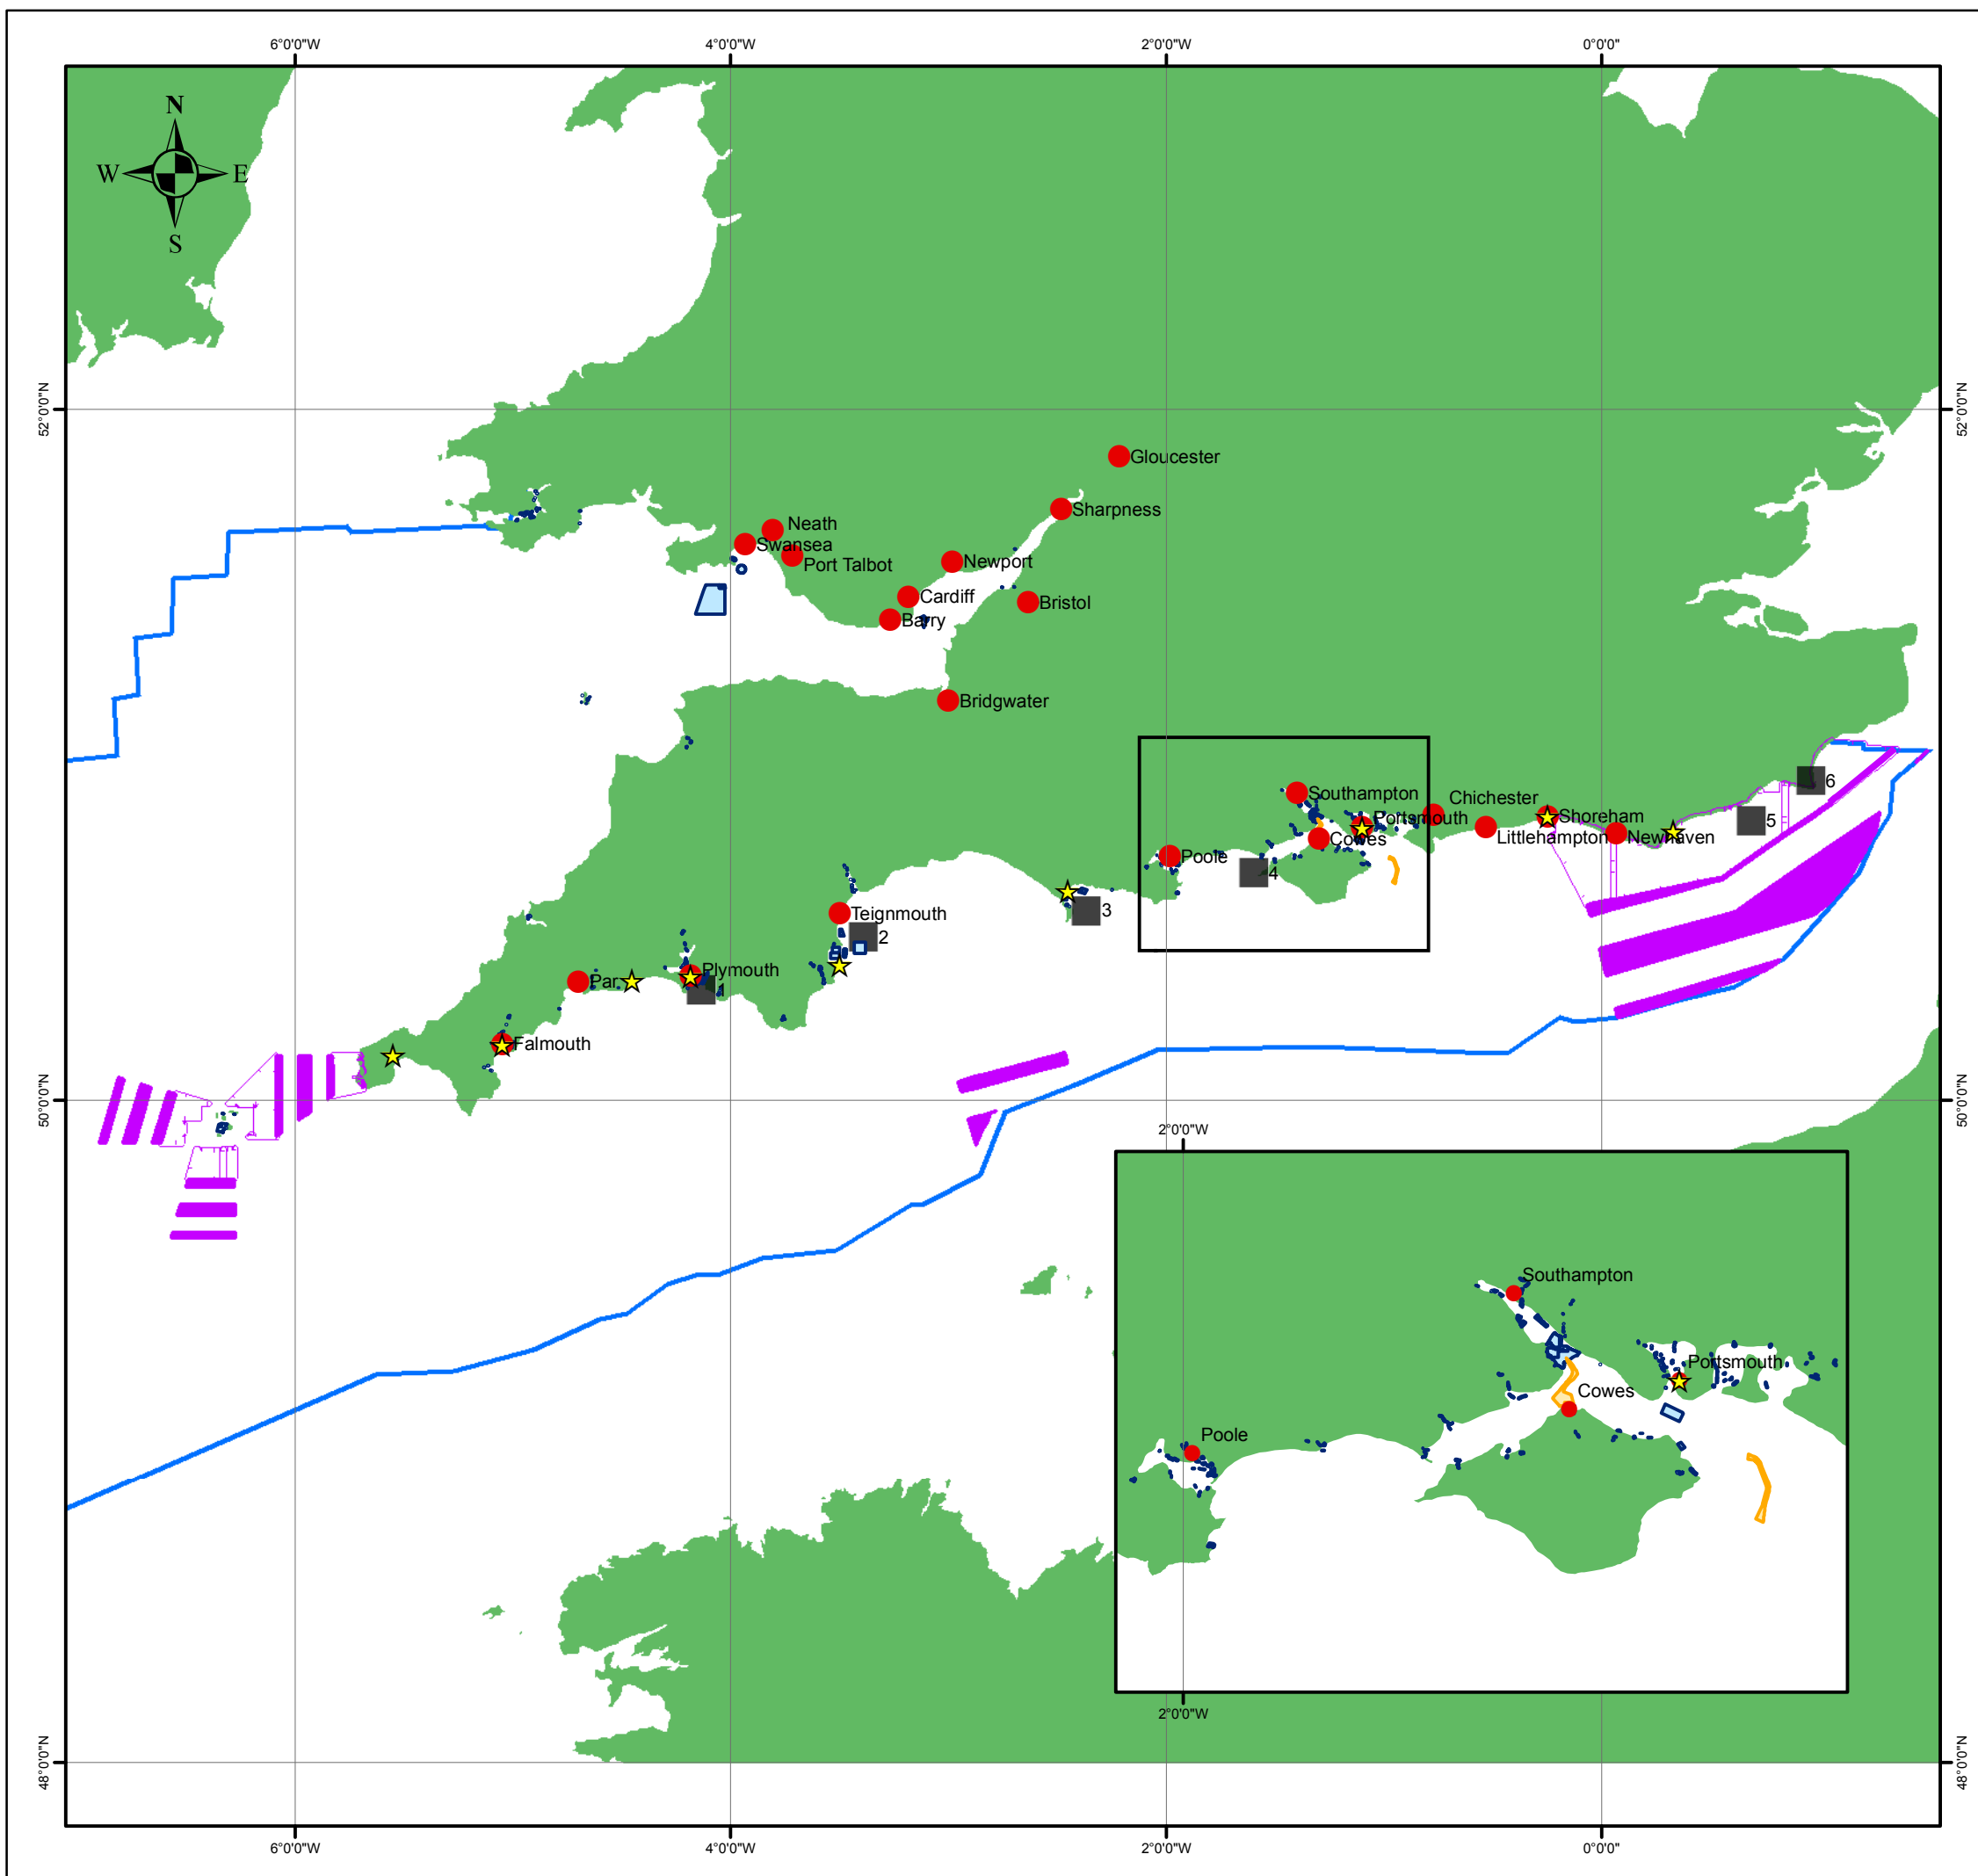 6°0'0"W 4°0'0"W 2°0'0"W 0°0'0"
N
W E
S
52°0'0"N 52°0'0"N
Gloucester
Sharpness
Neath
Swansea
Port Talbot
Newport
Cardiff
Bristol
Barry
Bridgwater
6
Southampton
Chichester
Portsmouth
Shoreham
5
Littlehampton
Newhaven
Cowes
Poole
4
3
Teignmouth
2
Plymouth
Par
1
Falmouth
50°0'0"N 50°0'0"N
2°0'0"W
Southampton
Portsmouth
Cowes
Poole
2°0'0"W
48°0'0"N 48°0'0"N
6°0'0"W 4°0'0"W 2°0'0"W 0°0'0"